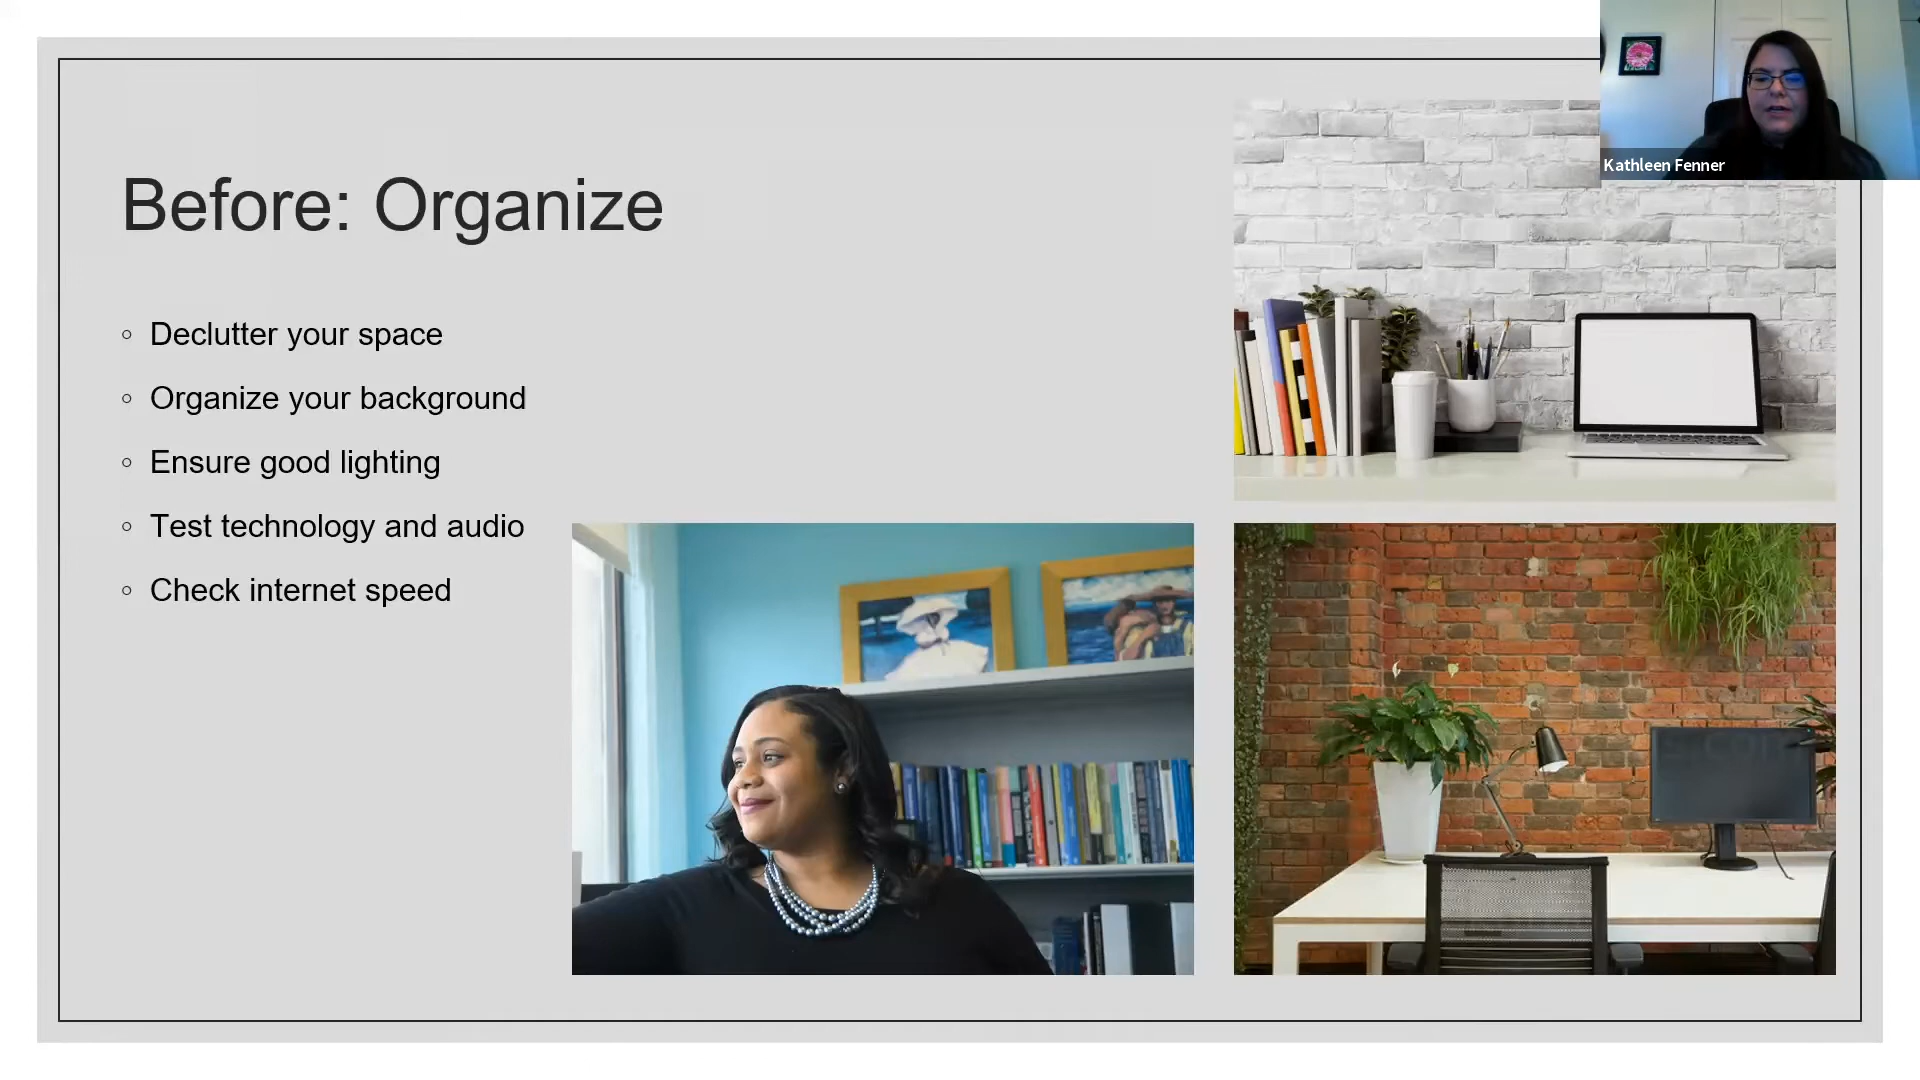 Before: Organize
Declutter your space
Organize your background
Ensure good lighting
Test technology and audio
Check internet speed
Kathleen Fenner